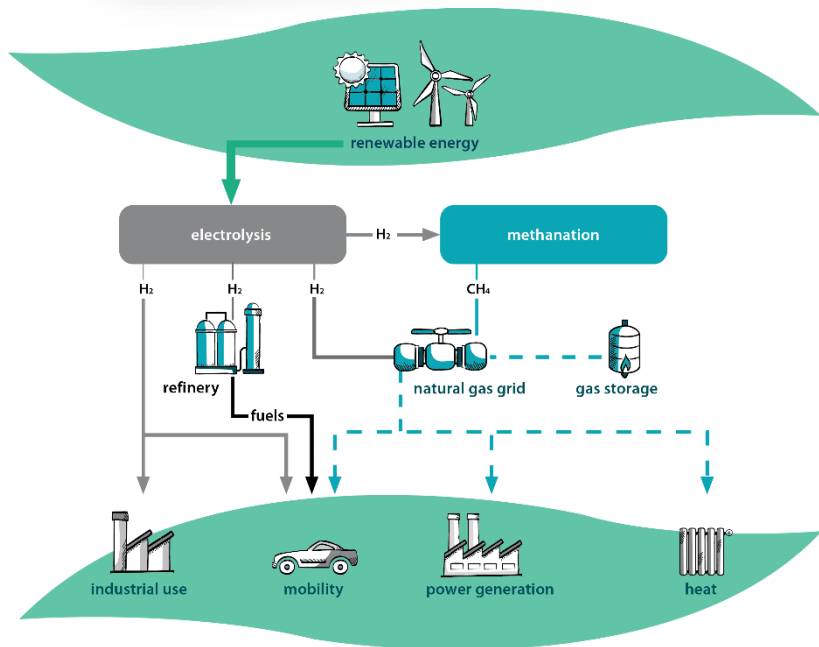 renewable energy
electrolysis
H₂
methanation
H₂
H₂
H₂
CH₄
refinery
natural gas grid
gas storage
fuels
industrial use
mobility
power generation
heat